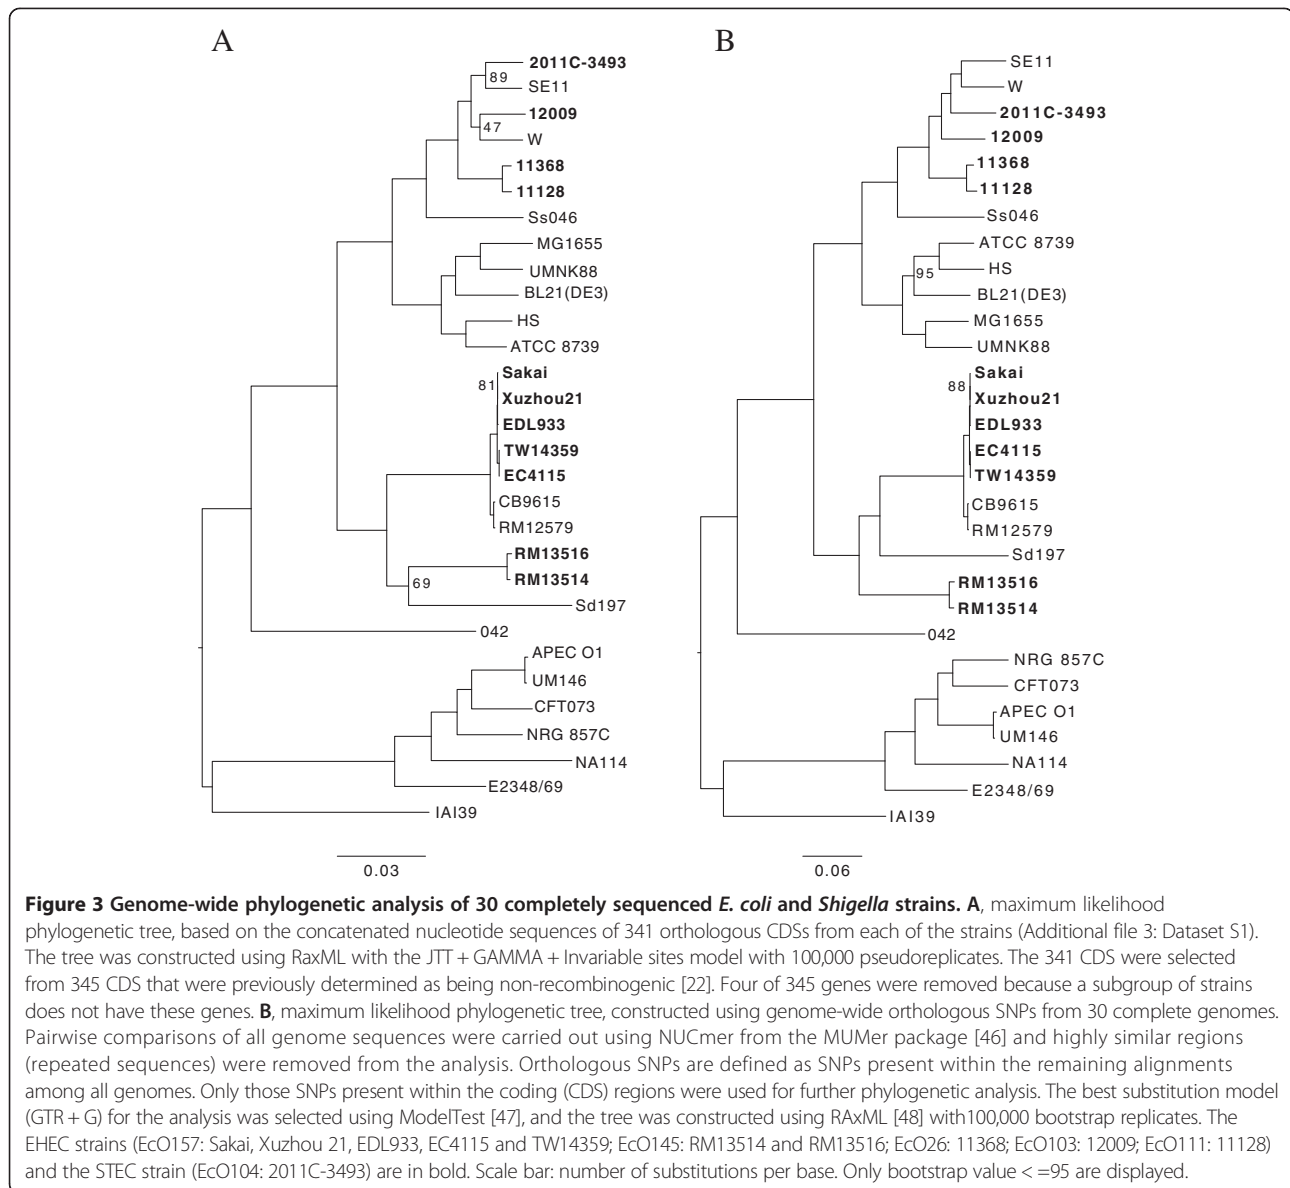 A
B
2011C-3493
89
SE11
12009
47
W
11368
11128
Ss046
MG1655
UMNK88
BL21(DE3)
HS
ATCC 8739
Sakai
81
Xuzhou21
EDL933
TW14359
EC4115
CB9615
RM12579
RM13516
69
RM13514
Sd197
042
APEC O1
UM146
CFT073
NRG 857C
NA114
E2348/69
IAI39
0.03
SE11
W
2011C-3493
12009
11368
11128
Ss046
ATCC 8739
95
HS
BL21(DE3)
MG1655
UMNK88
Sakai
88
Xuzhou21
EDL933
EC4115
TW14359
CB9615
RM12579
Sd197
RM13516
RM13514
042
NRG 857C
CFT073
APEC O1
UM146
NA114
E2348/69
IAI39
0.06
Figure 3 Genome-wide phylogenetic analysis of 30 completely sequenced E. coli and Shigella strains. A, maximum likelihood
phylogenetic tree, based on the concatenated nucleotide sequences of 341 orthologous CDSs from each of the strains (Additional file 3: Dataset S1).
The tree was constructed using RaxML with the JTT + GAMMA + Invariable sites model with 100,000 pseudoreplicates. The 341 CDS were selected
from 345 CDS that were previously determined as being non-recombinogenic [22]. Four of 345 genes were removed because a subgroup of strains
does not have these genes. B, maximum likelihood phylogenetic tree, constructed using genome-wide orthologous SNPs from 30 complete genomes.
Pairwise comparisons of all genome sequences were carried out using NUCmer from the MUMer package [46] and highly similar regions
(repeated sequences) were removed from the analysis. Orthologous SNPs are defined as SNPs present within the remaining alignments
among all genomes. Only those SNPs present within the coding (CDS) regions were used for further phylogenetic analysis. The best substitution model
(GTR + G) for the analysis was selected using ModelTest [47], and the tree was constructed using RAxML [48] with100,000 bootstrap replicates. The
EHEC strains (EcO157: Sakai, Xuzhou 21, EDL933, EC4115 and TW14359; EcO145: RM13514 and RM13516; EcO26: 11368; EcO103: 12009; EcO111: 11128)
and the STEC strain (EcO104: 2011C-3493) are in bold. Scale bar: number of substitutions per base. Only bootstrap value < =95 are displayed.